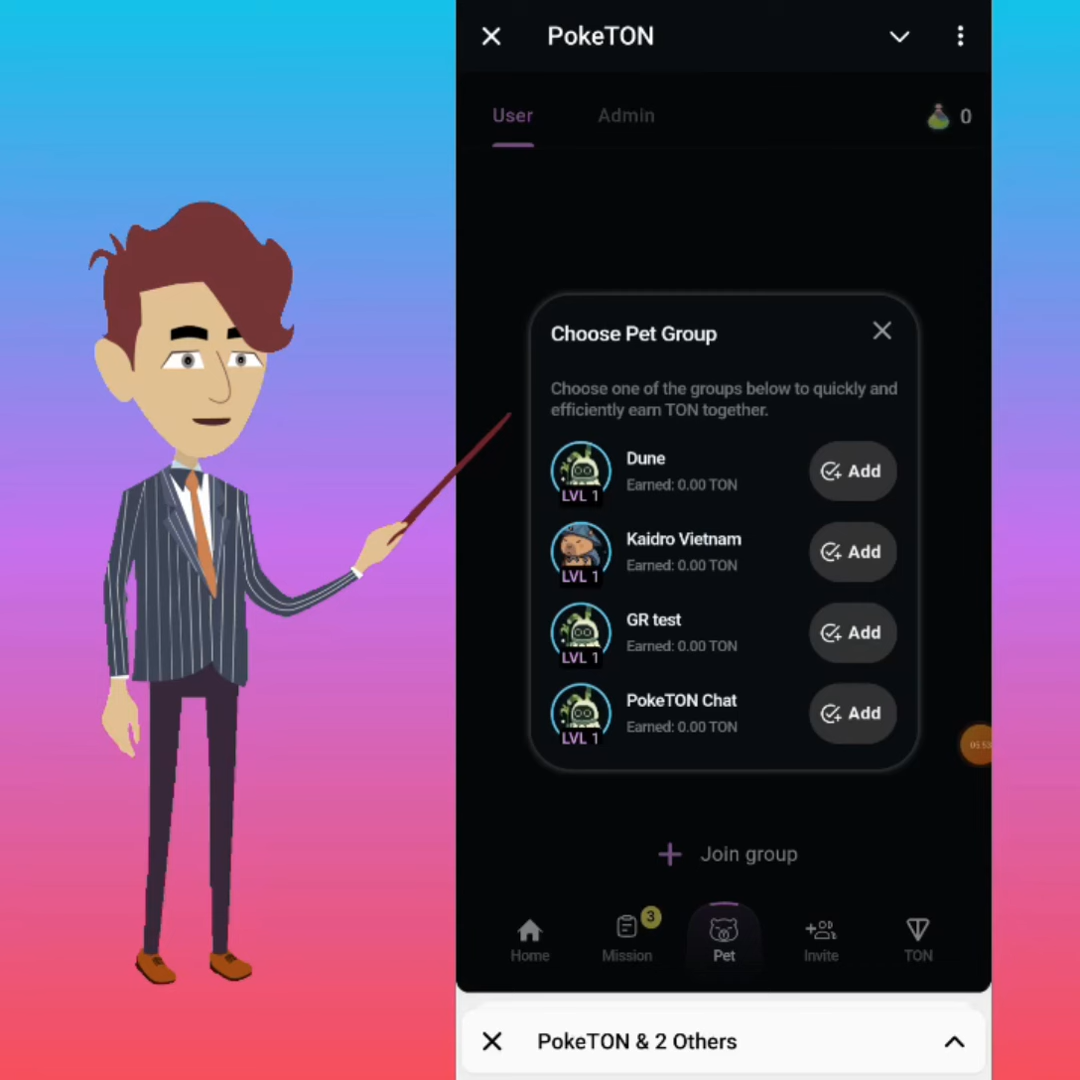 PokeTON
User
Admin
0
Choose Pet Group
Choose one of the groups below to quickly and
efficiently earn TON together.
LVL 1
Dune
Earned: 0.00 TON
Add
LVL 1
Kaidro Vietnam
Earned: 0.00 TON
Add
LVL 1
GR test
Earned: 0.00 TON
Add
LVL 1
PokeTON Chat
Earned: 0.00 TON
Add
Join group
Home
3
Mission
Pet
Invite
TON
PokeTON & 2 Others